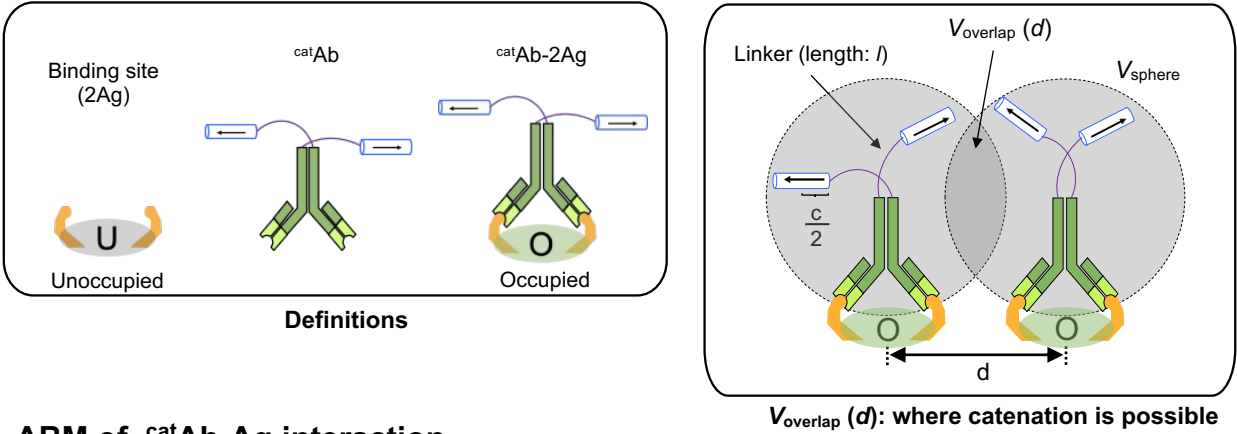 Binding site
(2Ag)
catAb
catAb-2Ag
U
O
Unoccupied
Occupied
Definitions
Voverlap (d)
Linker (length: l)
Vsphere
c
2
O
O
d
Voverlap (d): where catenation is possible